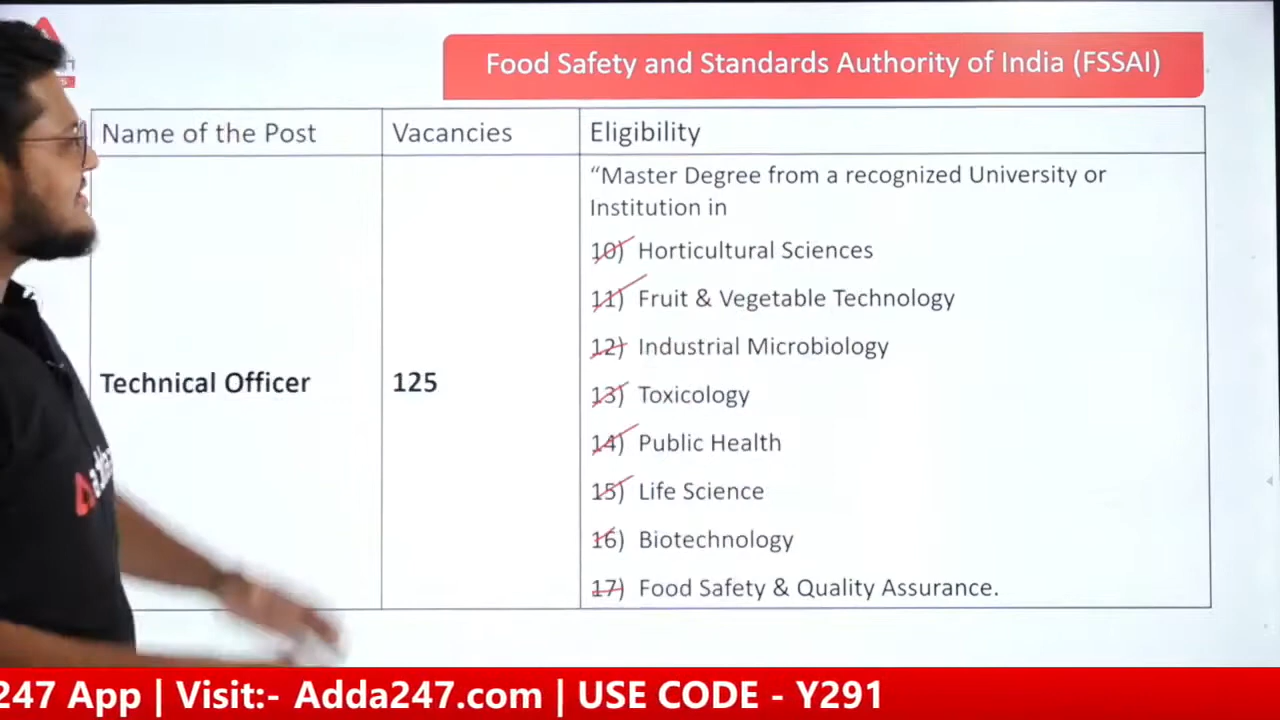 Food Safety and Standards Authority of India (FSSAI)
Name of the Post
Vacancies
Eligibility
Technical Officer
125
“Master Degree from a recognized University or
Institution in
10) Horticultural Sciences
11) Fruit & Vegetable Technology
12) Industrial Microbiology
13) Toxicology
14) Public Health
15) Life Science
16) Biotechnology
17) Food Safety & Quality Assurance.
247 App | Visit:- Adda247.com | USE CODE - Y291